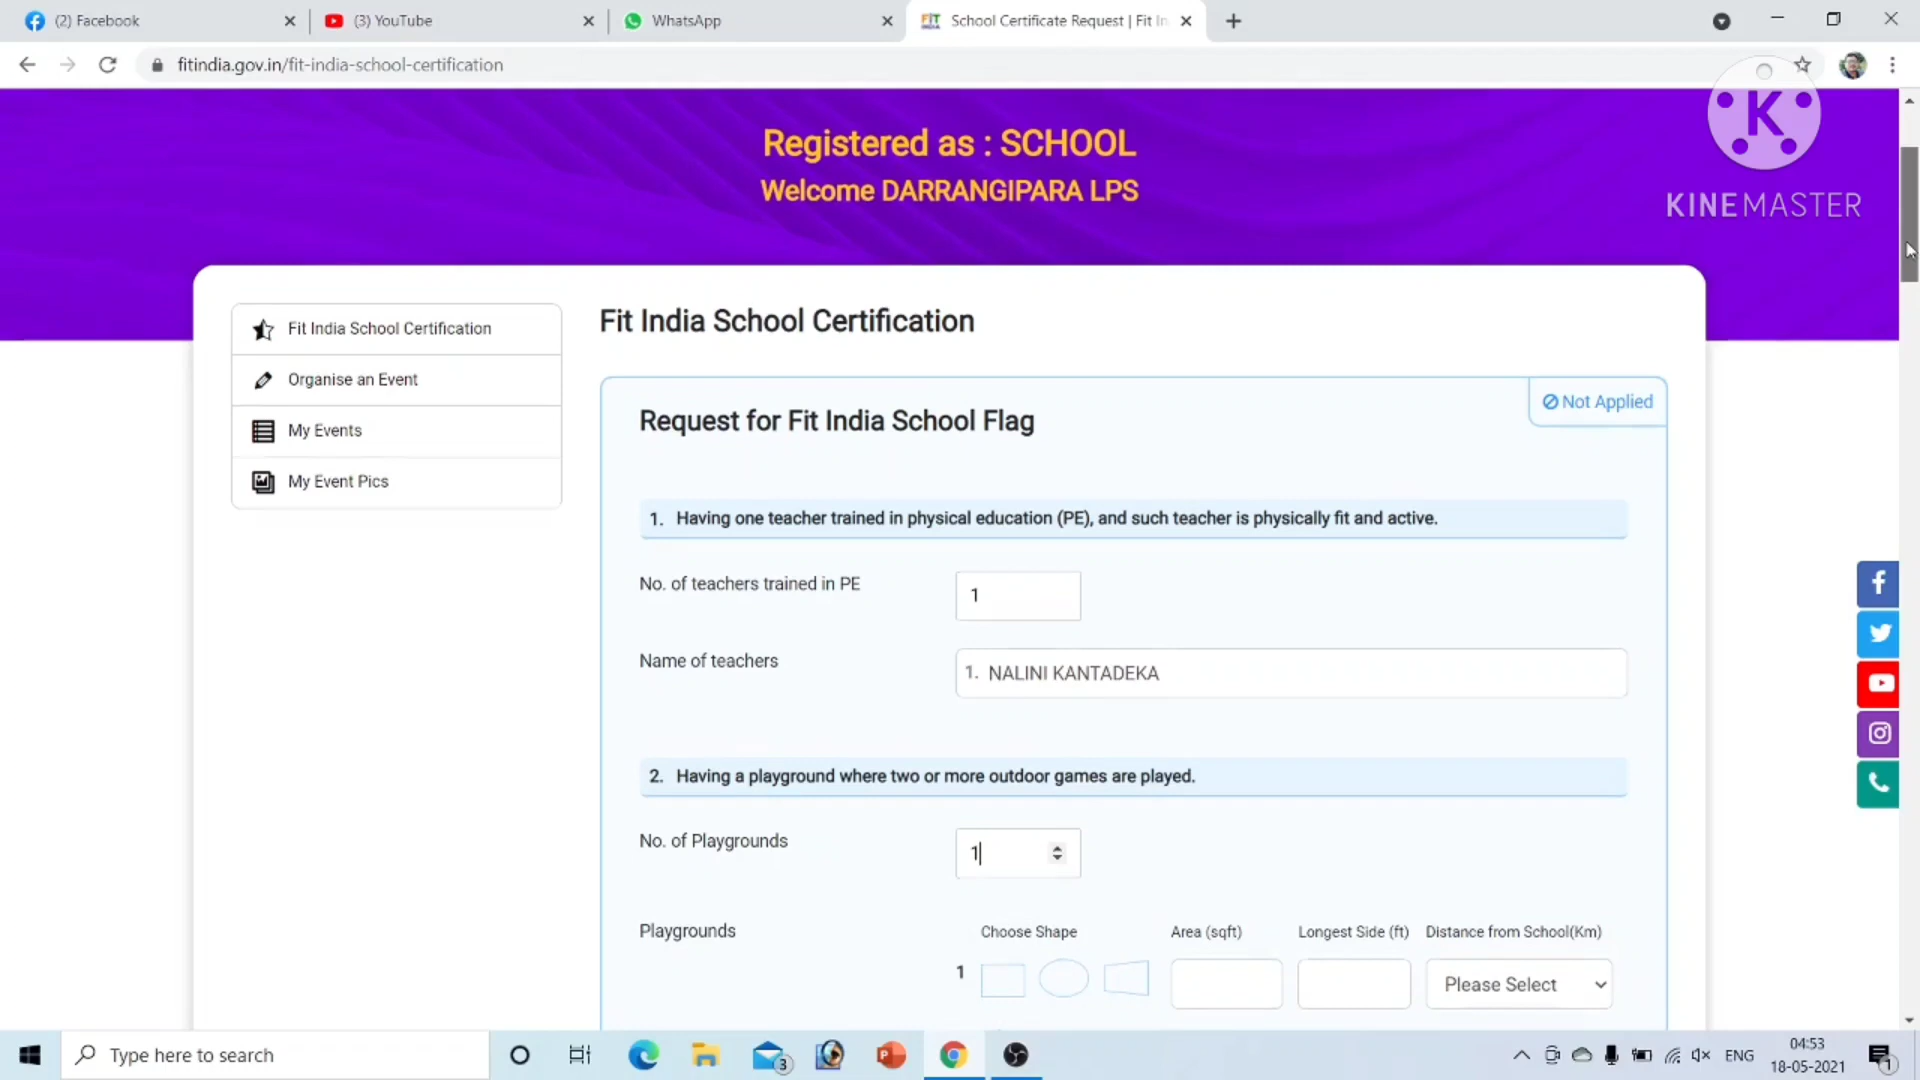 (2) Facebook
(3) YouTube
WhatsApp
School Certificate Request | Fit In
fitindia.gov.in/fit-india-school-certification
Registered as : SCHOOL
Welcome DARRANGIPARA LPS
K
KINEMASTER
Fit India School Certification
Organise an Event
My Events
My Event Pics
Fit India School Certification
Not Applied
Request for Fit India School Flag
1. Having one teacher trained in physical education (PE), and such teacher is physically fit and active.
No. of teachers trained in PE
1
Name of teachers
1. NALINI KANTADEKA
2. Having a playground where two or more outdoor games are played.
No. of Playgrounds
1
Playgrounds
Choose Shape Area (sqft) Longest Side (ft) Distance from School(Km)
1 Please Select
Type here to search
3
ENG
04:53
18-05-2021
1